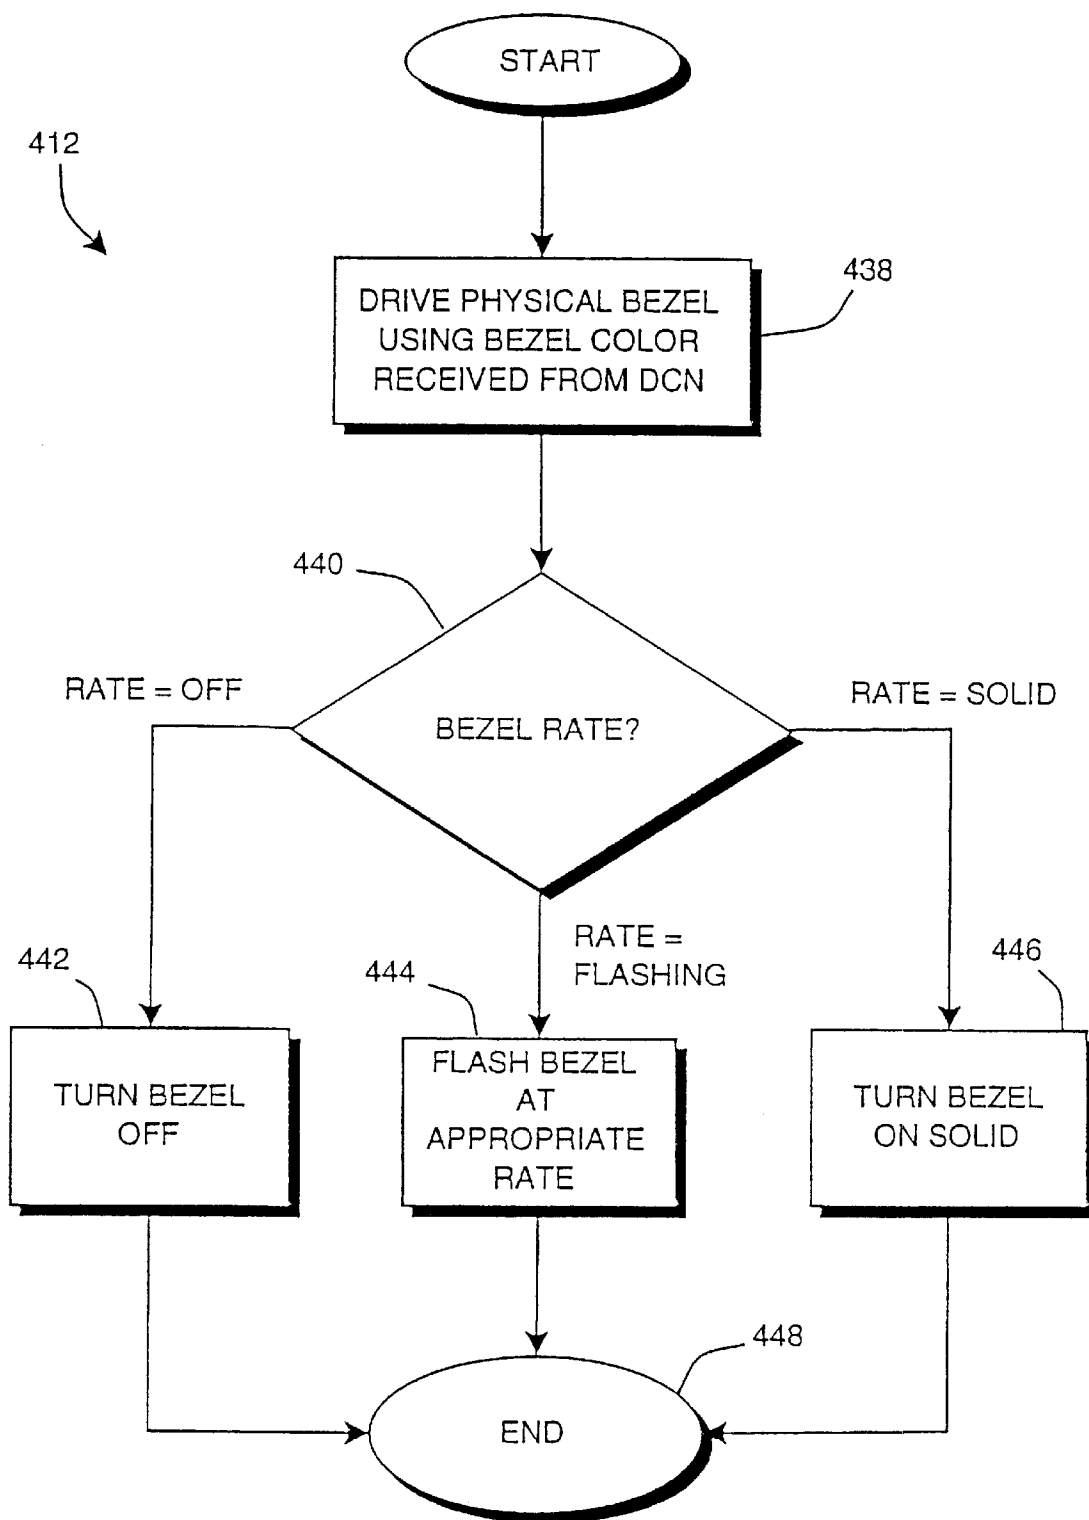 START
412
438
DRIVE PHYSICAL BEZEL
USING BEZEL COLOR
RECEIVED FROM DCN
440
RATE = OFF
BEZEL RATE?
RATE = SOLID
RATE =
FLASHING
442
444
446
TURN BEZEL
OFF
FLASH BEZEL
AT
APPROPRIATE
RATE
TURN BEZEL
ON SOLID
448
END